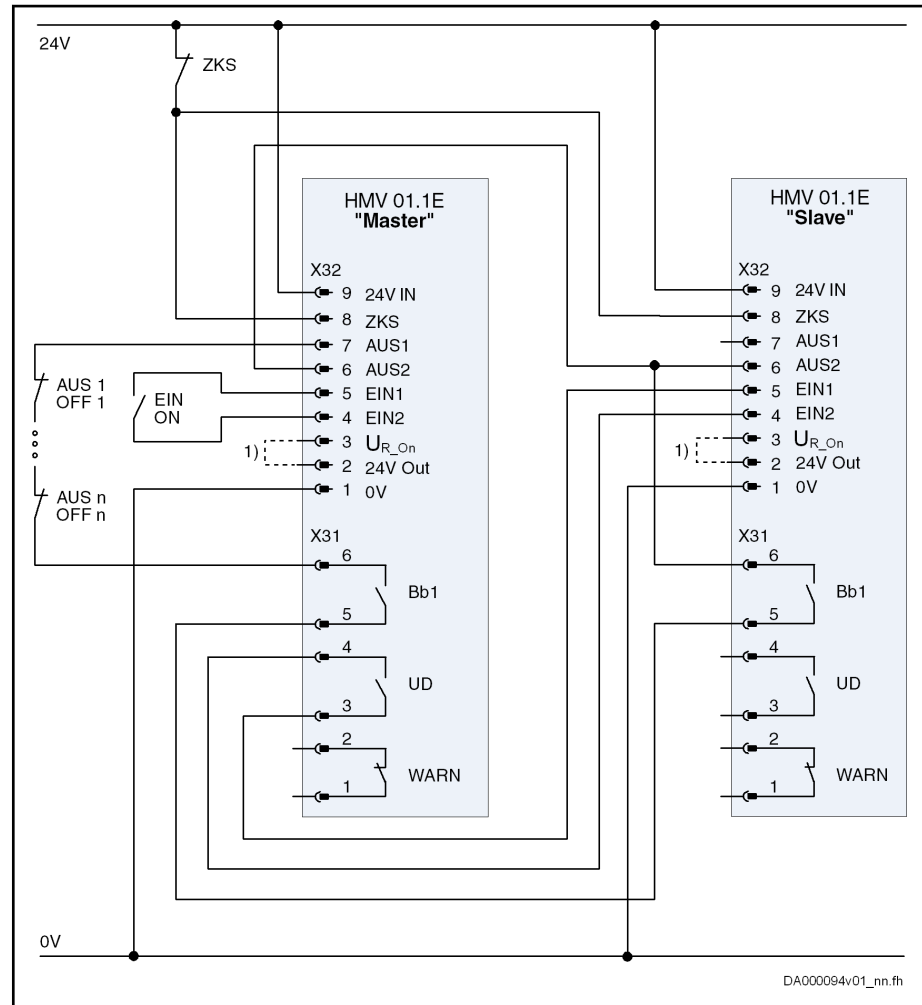 24V
ZKS
HMV 01.1E
"Master"
X32
9 24V IN
8 ZKS
7 AUS1
6 AUS2
5 EIN1
4 EIN2
3 UR_On
2 24V Out
1 0V
AUS 1
OFF 1
EIN
ON
1)
AUS n
OFF n
X31
6
Bb1
5
4
UD
3
2
WARN
1
HMV 01.1E
"Slave"
X32
9 24V IN
8 ZKS
7 AUS1
6 AUS2
5 EIN1
4 EIN2
1)
3 UR_On
2 24V Out
1 0V
X31
6
Bb1
5
4
UD
3
2
WARN
1
0V
DA000094v01_nn.fh